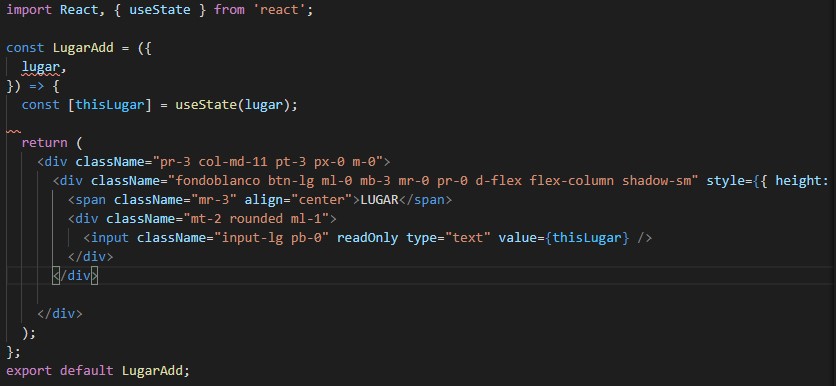 import React, { useState } from 'react';
const LugarAdd = ({
lugar,
}) => {
const [thisLugar] = useState(lugar);
return (
<div className="pr-3 col-md-11 pt-3 px-0 m-0">
<div className="fondoblanco btn-lg ml-0 mb-3 mr-0 pr-0 d-flex flex-column shadow-sm" style={{ height:
<span className="mr-3" align="center">LUGAR</span>
<div className="mt-2 rounded ml-1">
<input className="input-lg pb-0" readOnly type="text" value={thisLugar} />
</div>
</div>
</div>
);
};
export default LugarAdd;